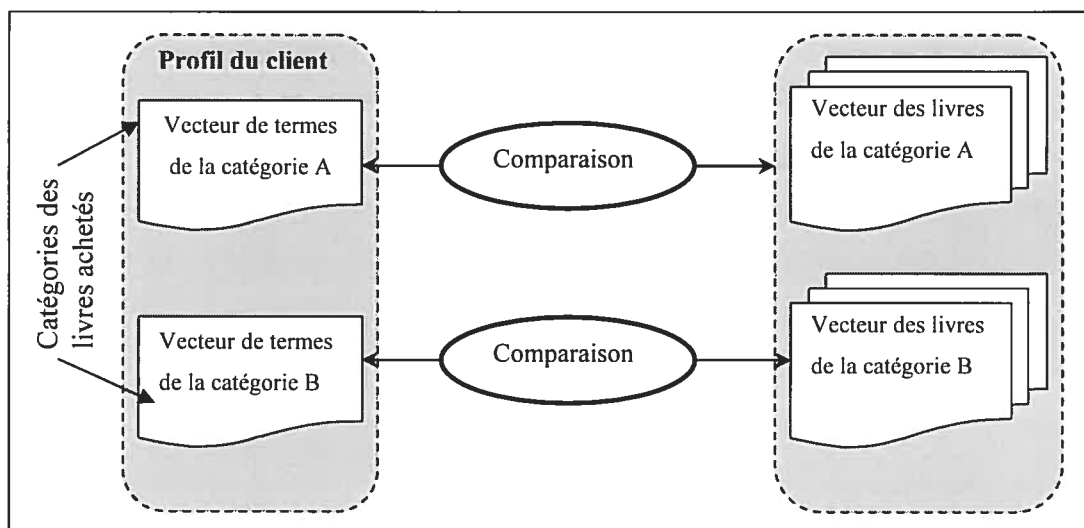 Profil du client
Vecteur de termes
de la catégorie A
Comparaison
Vecteur des livres
de la catégorie A
Catégories des
livres achetés
Vecteur de termes
de la catégorie B
Comparaison
Vecteur des livres
de la catégorie B